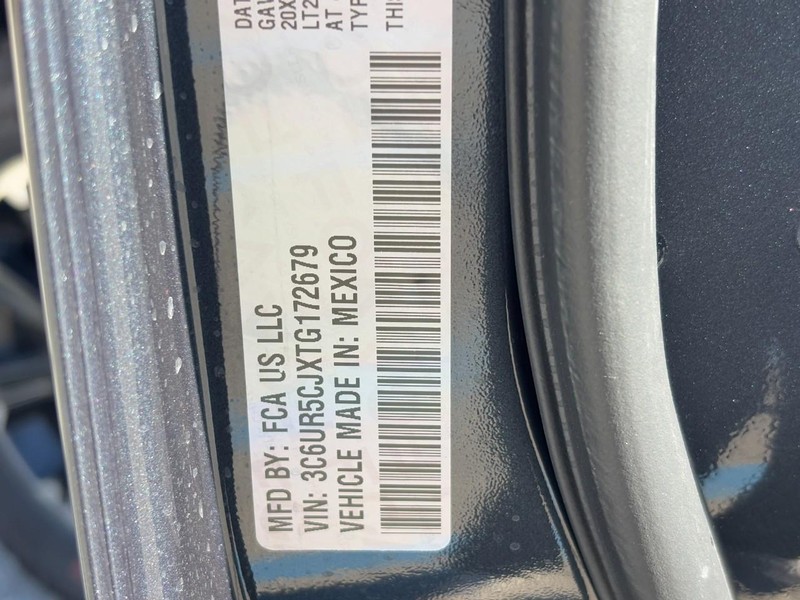 MFD BY: FCA US LLC
VIN: 3C6UR5CJXTG172679
VEHICLE MADE IN: MEXICO